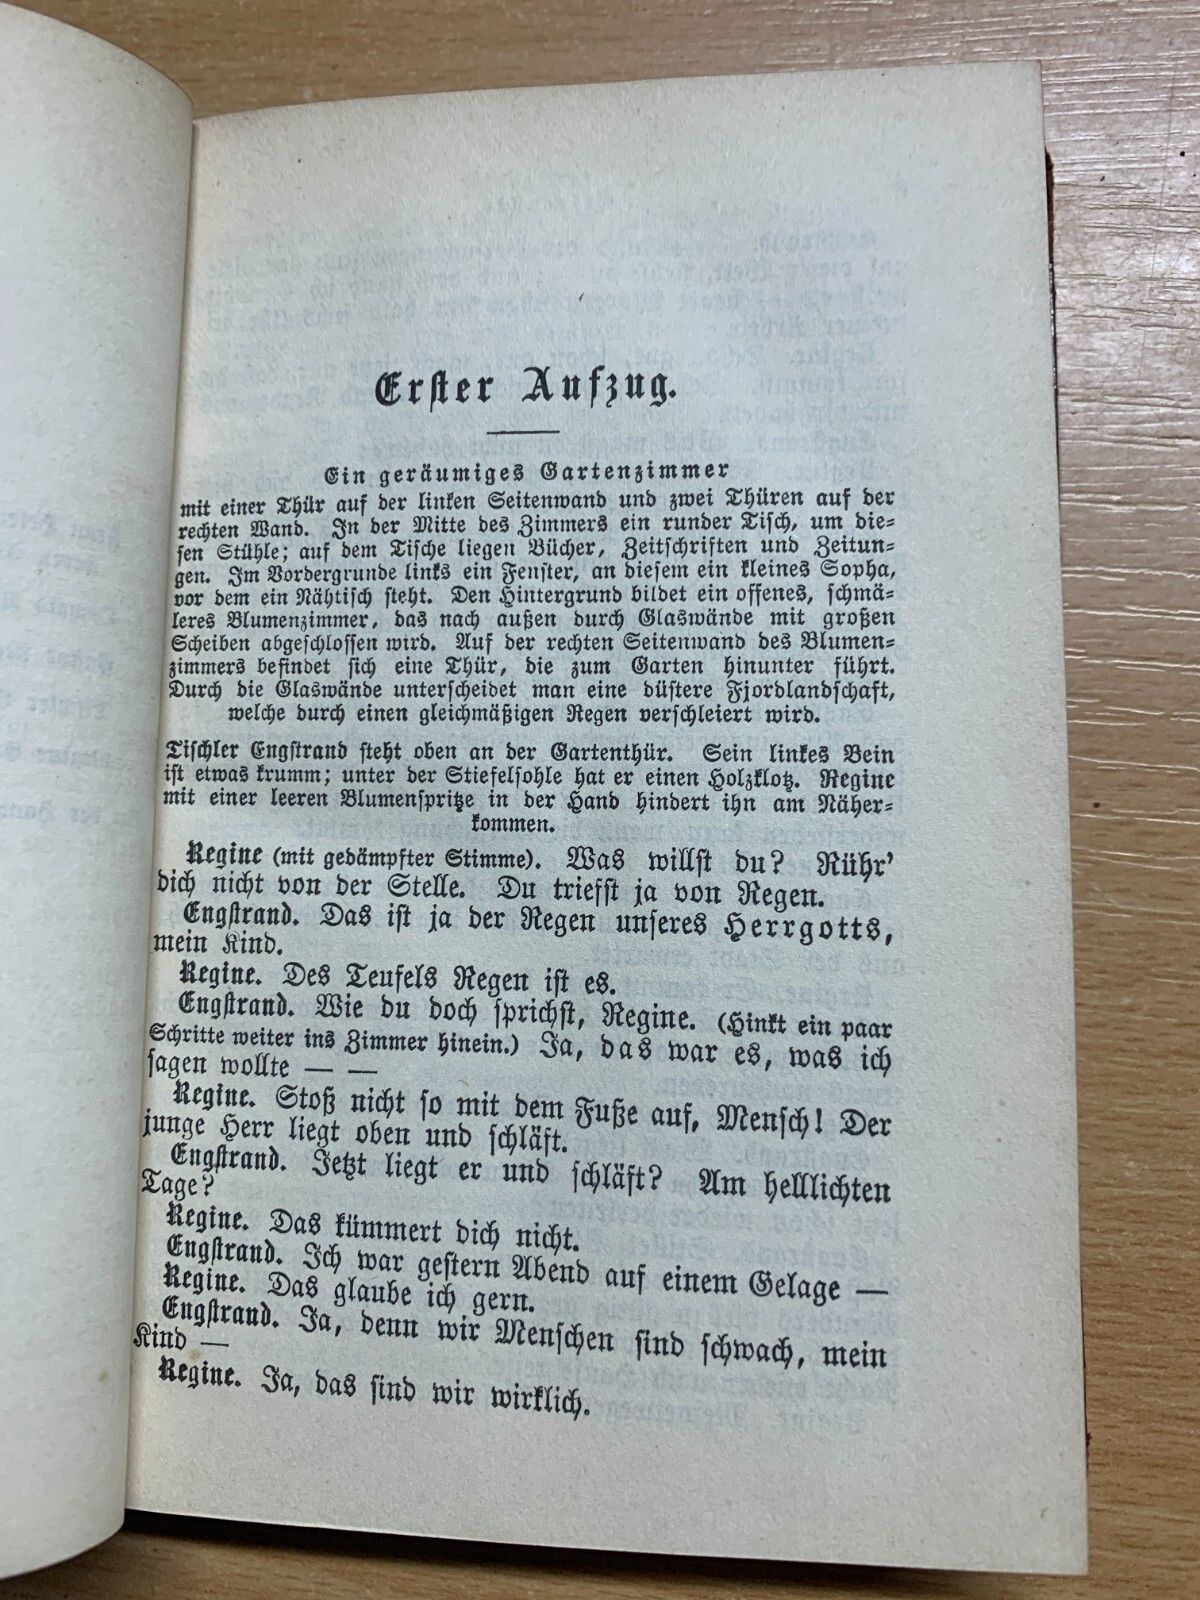 Erster Aufzug.
Ein geräumiges Gartenzimmer
mit einer Thür auf der linken Seitenwand und zwei Thüren auf der
rechten Wand. In der Mitte des Zimmers ein runder Tisch, um die=
sen Stühle; auf dem Tische liegen Bücher, Zeitschriften und Zeitun=
gen. Im Vordergrunde links ein Fenster, an diesem ein kleines Sopha,
vor dem ein Nähtisch steht. Den Hintergrund bildet ein offenes, schmä=
leres Blumenzimmer, das nach außen durch Glaswände mit großen
Scheiben abgeschlossen wird. Auf der rechten Seitenwand des Blumen=
zimmers befindet sich eine Thür, die zum Garten hinunter führt.
Durch die Glaswände unterscheidet man eine düstere Fjordlandschaft,
welche durch einen gleichmäßigen Regen verschleiert wird.
Tischler Engstrand steht oben an der Gartenthür. Sein linkes Bein
ist etwas krumm; unter der Stiefelsohle hat er einen Holzklotz. Regine
mit einer leeren Blumenspritze in der Hand hindert ihn am Näher=
kommen.
Regine (mit gedämpfter Stimme). Was willst du? Rühr'
dich nicht von der Stelle. Du triefst ja von Regen.
Engstrand. Das ist ja der Regen unseres Herrgotts,
mein Kind.
Regine. Des Teufels Regen ist es.
Engstrand. Wie du doch sprichst, Regine. (Hinkt ein paar
Schritte weiter ins Zimmer hinein.) Ja, das war es, was ich
sagen wollte — —
Regine. Stoß nicht so mit dem Fuße auf, Mensch! Der
junge Herr liegt oben und schläft.
Engstrand. Jetzt liegt er und schläft? Am helllichten
Tage?
Regine. Das kümmert dich nicht.
Engstrand. Ich war gestern Abend auf einem Gelage —
Regine. Das glaube ich gern.
Engstrand. Ja, denn wir Menschen sind schwach, mein
Kind —
Regine. Ja, das sind wir wirklich.